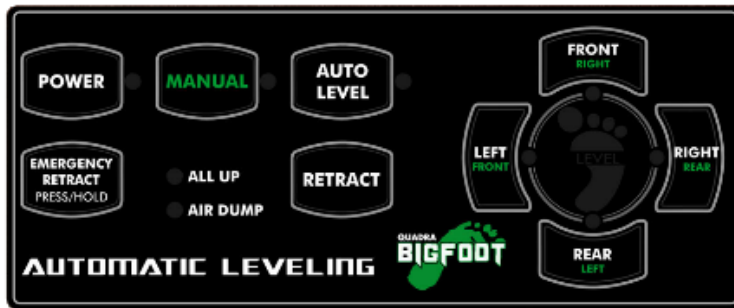 POWER
MANUAL
AUTO
LEVEL
EMERGENCY
RETRACT
PRESS/HOLD
ALL UP
AIR DUMP
RETRACT
FRONT
RIGHT
LEFT
FRONT
LEVEL
RIGHT
REAR
REAR
LEFT
AUTOMATIC LEVELING
QUADRA
BIGFOOT